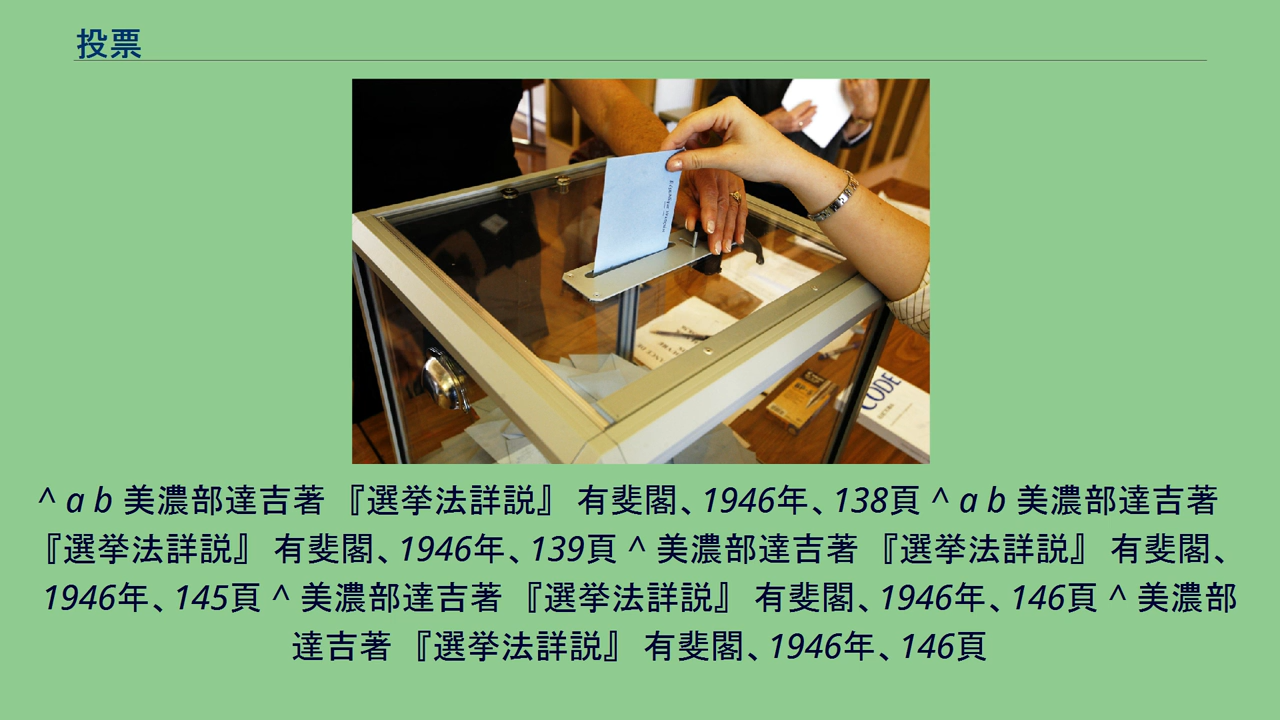 投票
CODE
^ a b 美濃部達吉著 『選挙法詳説』 有斐閣、1946年、138頁 ^ a b 美濃部達吉著
『選挙法詳説』 有斐閣、1946年、139頁 ^ 美濃部達吉著 『選挙法詳説』 有斐閣、
1946年、145頁 ^ 美濃部達吉著 『選挙法詳説』 有斐閣、1946年、146頁 ^ 美濃部
達吉著 『選挙法詳説』 有斐閣、1946年、146頁